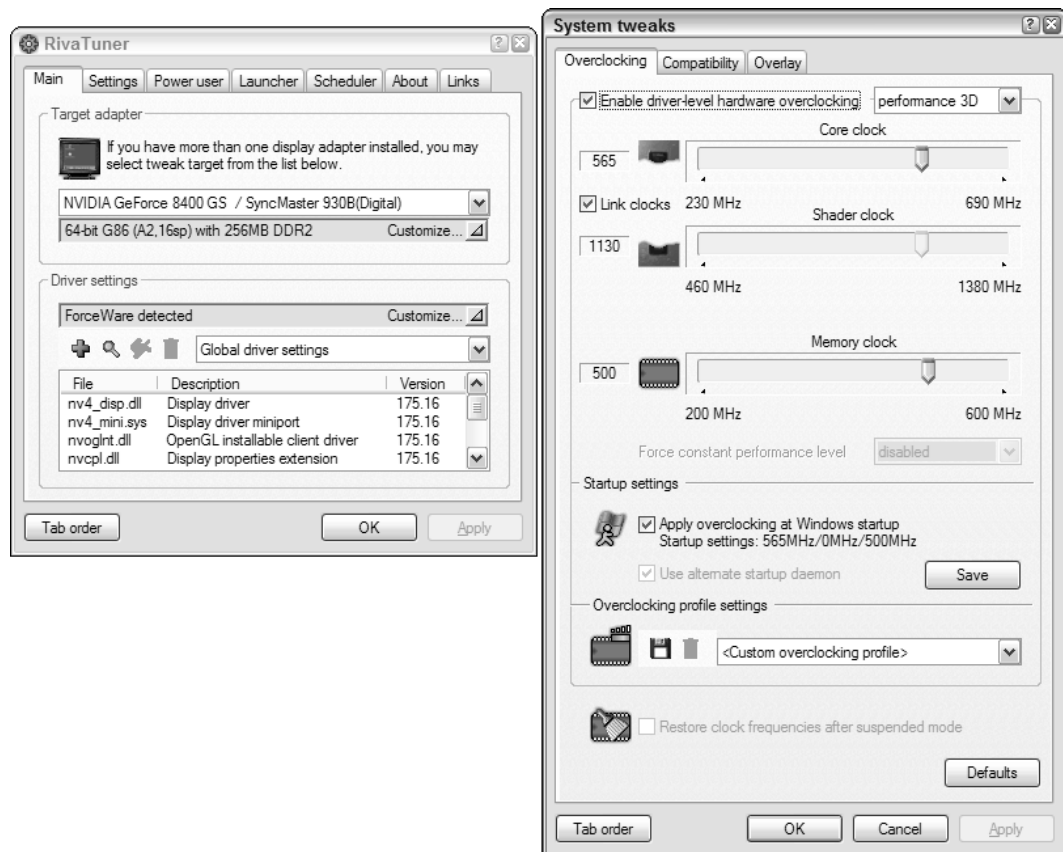 RivaTuner
Main Settings Power user Launcher Scheduler About Links
Target adapter
If you have more than one display adapter installed, you may
select tweak target from the list below.
NVIDIA GeForce 8400 GS / SyncMaster 930B(Digital)
64-bit G86 (A2,16sp) with 256MB DDR2 Customize...
Driver settings
ForceWare detected Customize...
Global driver settings
File Description Version
nv4_disp.dll Display driver 175.16
nv4_mini.sys Display driver miniport 175.16
nvoglnt.dll OpenGL installable client driver 175.16
nvcpl.dll Display properties extension 175.16
Tab order OK Apply
System tweaks
Overclocking Compatibility Overlay
Enable driver-level hardware overclocking performance 3D
Core clock
565
Link clocks 230 MHz 690 MHz
Shader clock
1130
460 MHz 1380 MHz
Memory clock
500
200 MHz 600 MHz
Force constant performance level disabled
Startup settings
Apply overclocking at Windows startup
Startup settings: 565MHz/0MHz/500MHz
Use alternate startup daemon Save
Overclocking profile settings
<Custom overclocking profile>
Restore clock frequencies after suspended mode
Defaults
Tab order OK Cancel Apply